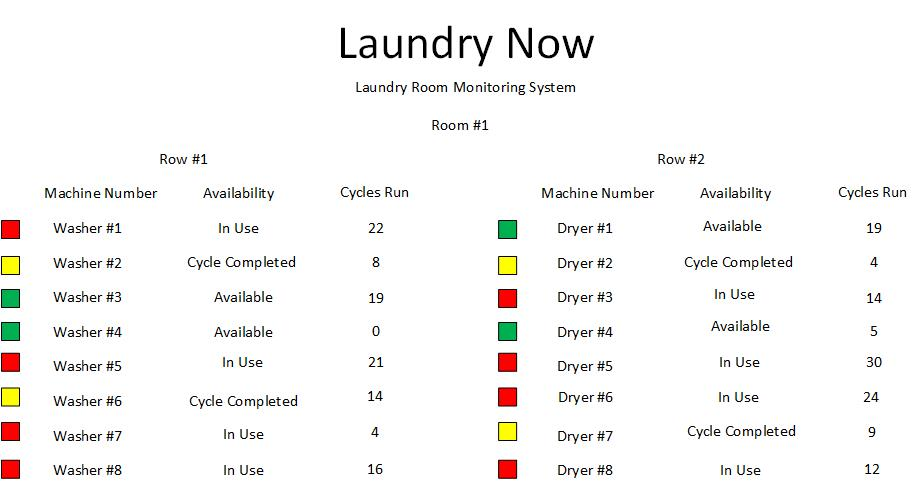 Laundry Now
Laundry Room Monitoring System
Room #1
Row #1 Row #2
Machine Number Availability Cycles Run Machine Number Availability Cycles Run
Washer #1 In Use 22 Dryer #1 Available 19
Washer #2 Cycle Completed 8 Dryer #2 Cycle Completed 4
Washer #3 Available 19 Dryer #3 In Use 14
Washer #4 Available 0 Dryer #4 Available 5
Washer #5 In Use 21 Dryer #5 In Use 30
Washer #6 Cycle Completed 14 Dryer #6 In Use 24
Washer #7 In Use 4 Dryer #7 Cycle Completed 9
Washer #8 In Use 16 Dryer #8 In Use 12